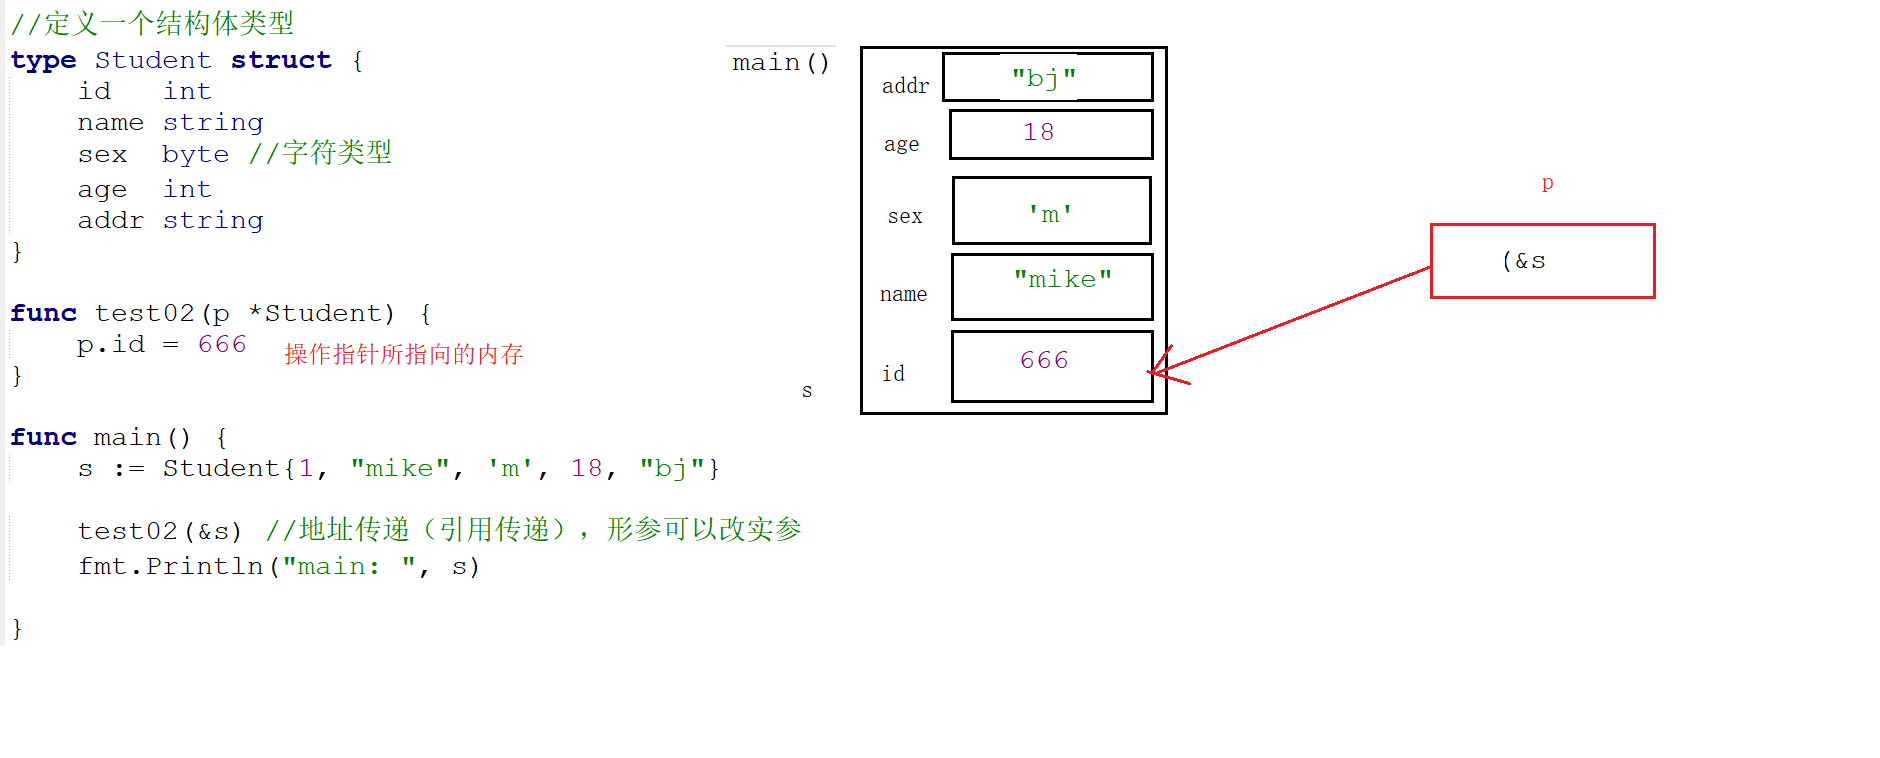 //定义一个结构体类型
type Student struct {
id int
name string
sex byte //字符类型
age int
addr string
}
func test02(p *Student) {
p.id = 666 操作指针所指向的内存
}
func main() {
s := Student{1, "mike", 'm', 18, "bj"}
test02(&s) //地址传递（引用传递），形参可以改实参
fmt.Println("main: ", s)
}
main()
addr "bj"
age 18
sex 'm'
name "mike"
id 666
s
p
(&s